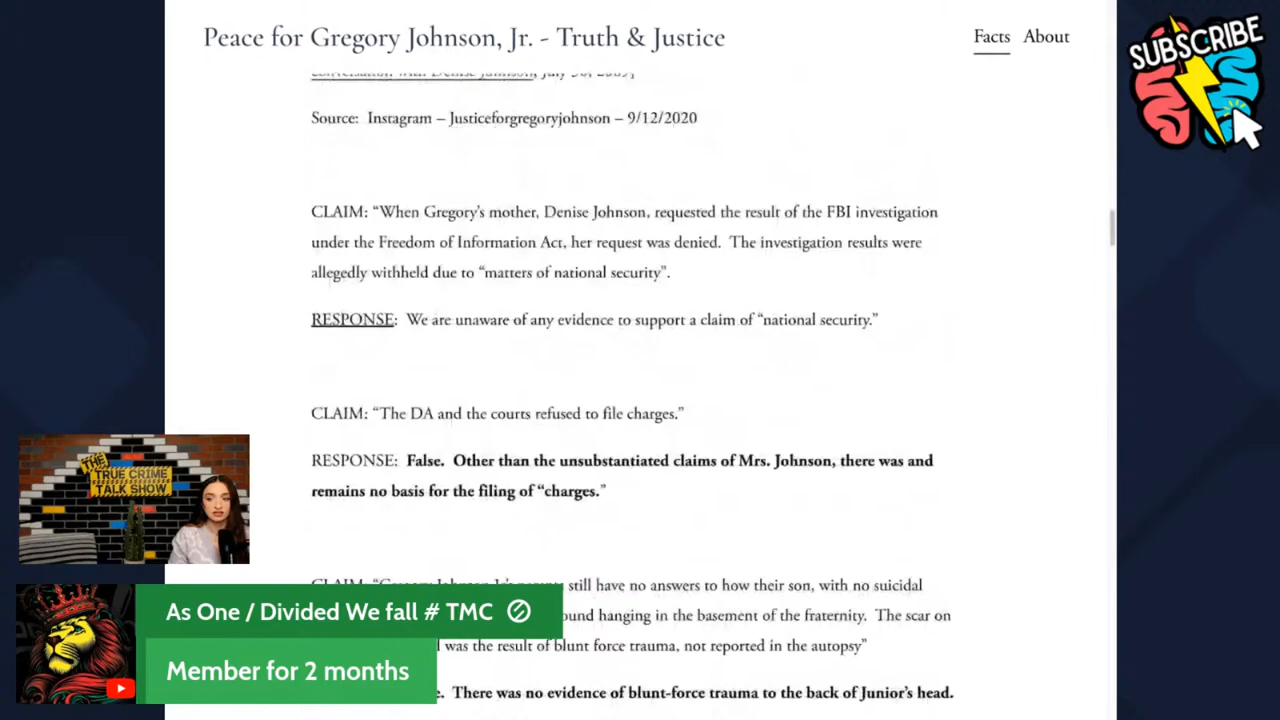 Peace for Gregory Johnson, Jr. - Truth & Justice
Facts About
SUBSCRIBE
Source: Instagram – Justiceforgregoryjohnson – 9/12/2020
CLAIM: “When Gregory’s mother, Denise Johnson, requested the result of the FBI investigation
under the Freedom of Information Act, her request was denied. The investigation results were
allegedly withheld due to “matters of national security”.
RESPONSE: We are unaware of any evidence to support a claim of “national security.”
CLAIM: “The DA and the courts refused to file charges.”
RESPONSE: False. Other than the unsubstantiated claims of Mrs. Johnson, there was and
remains no basis for the filing of “charges.”
still have no answers to how their son, with no suicidal
hanging in the basement of the fraternity. The scar on
was the result of blunt force trauma, not reported in the autopsy”
There was no evidence of blunt-force trauma to the back of Junior’s head.
THE
TRUE CRIME
TALK SHOW
As One / Divided We fall # TMC
Member for 2 months